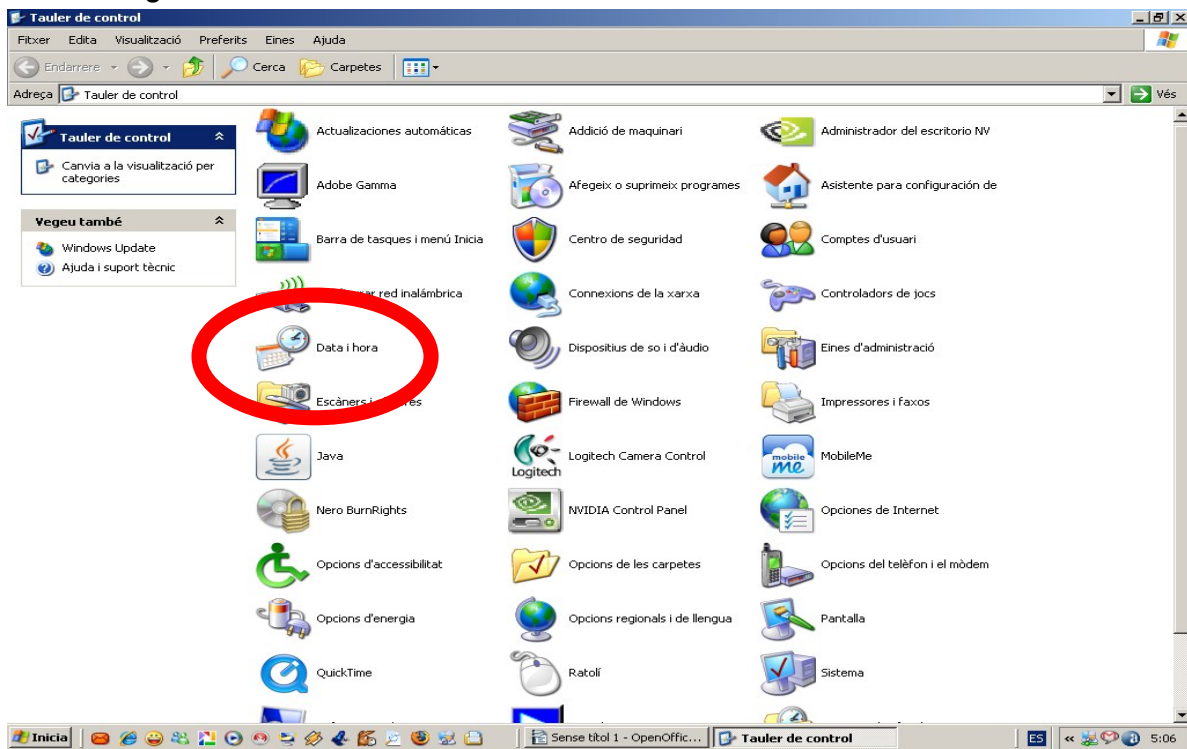 Tauler de control
Fitxer Edita Visualització Preferits Eines Ajuda
Endarrere Cerca Carpetes
Adreça Tauler de control Vés
Tauler de control
Canvia a la visualització per
categories
Vegeu també
Windows Update
Ajuda i suport tècnic
Actualizaciones automáticas
Addició de maquinari
Administrador del escritorio NV
Adobe Gamma
Afegeix o suprimeix programes
Asistente para configuración de
Barra de tasques i menú Inicia
Centro de seguridad
Comptes d'usuari
red inalámbrica
Connexions de la xarxa
Controladors de jocs
Data i hora
Dispositius de so i d'àudio
Eines d'administració
Escàners i
Firewall de Windows
Impressores i faxos
Java
Logitech
Logitech Camera Control
mobile me
MobileMe
Nero BurnRights
NVIDIA Control Panel
Opciones de Internet
Opcions d'accessibilitat
Opcions de les carpetes
Opcions del telèfon i el mòdem
Opcions d'energia
Opcions regionals i de llengua
Pantalla
QuickTime
Ratolí
Sistema
Inicia
Sense títol 1 - OpenOffic...
Tauler de control
ES
5:06